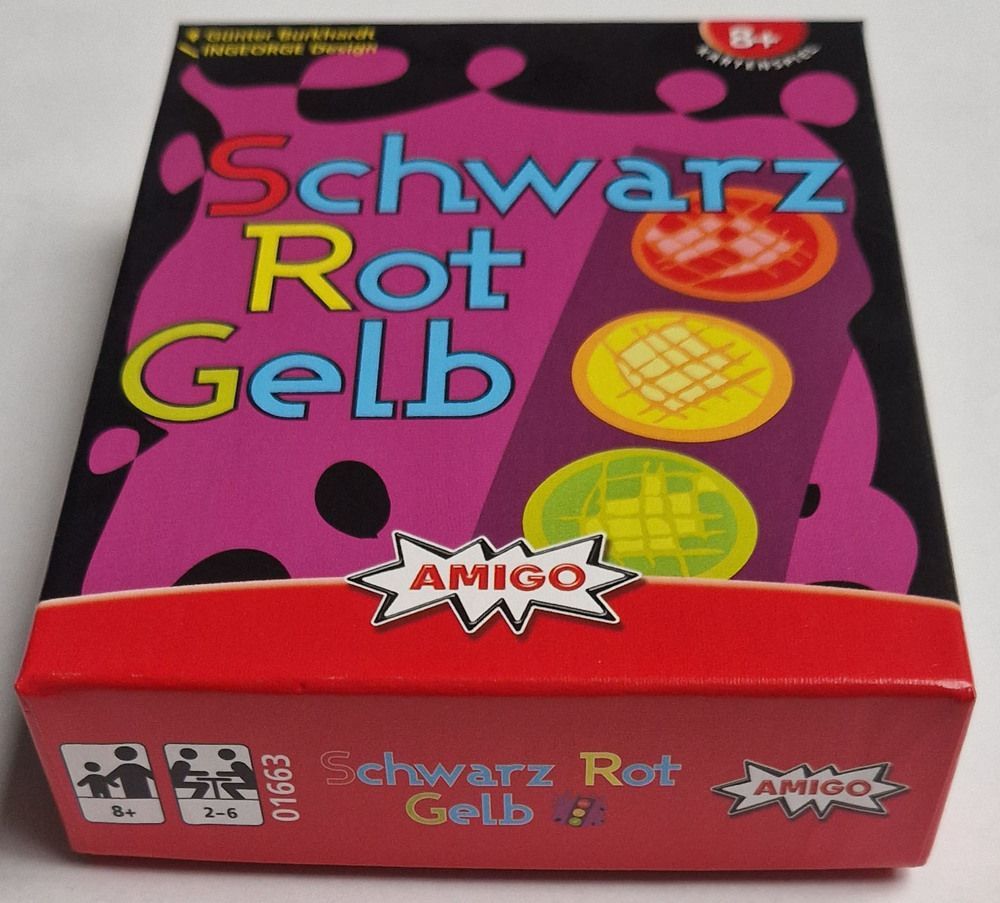 Günter Burkhardt
INGEORGE Design
8+
KARTENSPIEL
Schwarz
Rot
Gelb
AMIGO
8+
2-6
01663
Schwarz Rot
Gelb
AMIGO